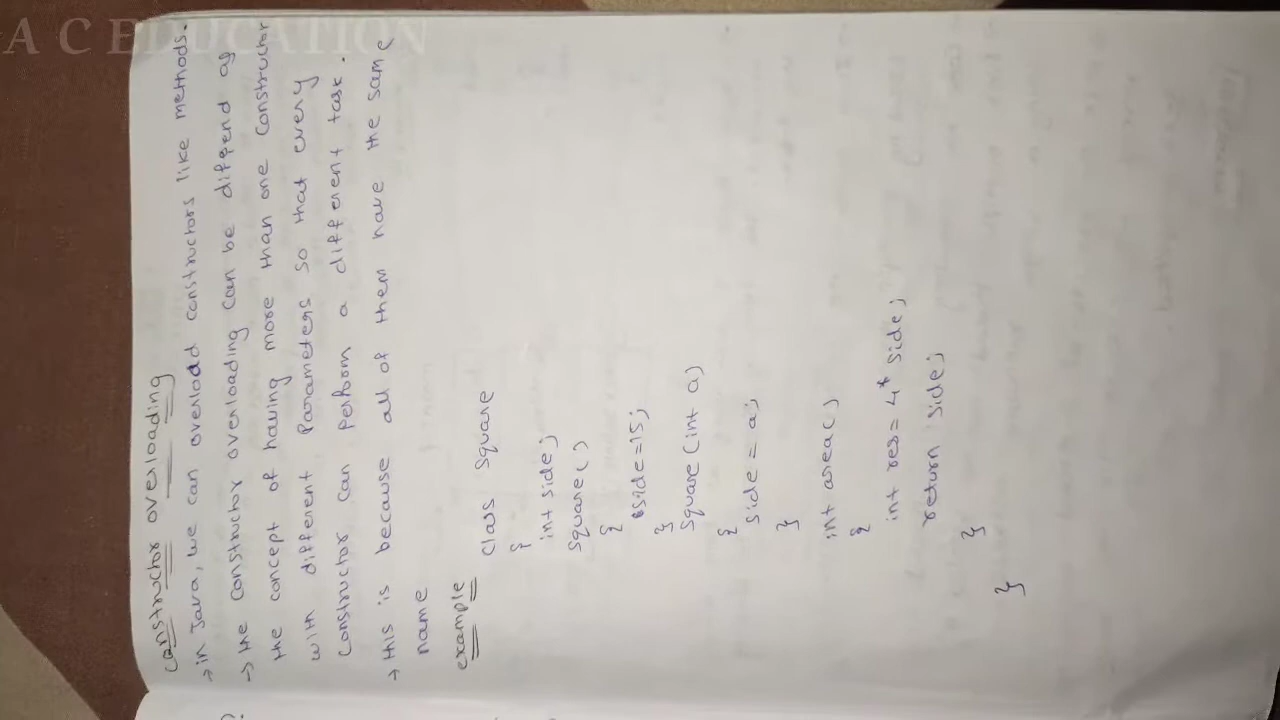 A C EDUCATION
constructor overloading
→ in Java, we can overload constructors like methods.
→ the constructor overloading can be diffend as
the concept of having more than one constructor
with different Parameters so that every
constructor can Perform a different task.
→ this is because all of them have the same
name
example
class square
{
int side;
square()
{
side=15;
}
square(int a)
{
side = a;
}
int area()
{
int res= 4* side;
return side;
}
}